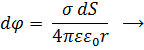 dφ = σ dS / 4πεε₀r →